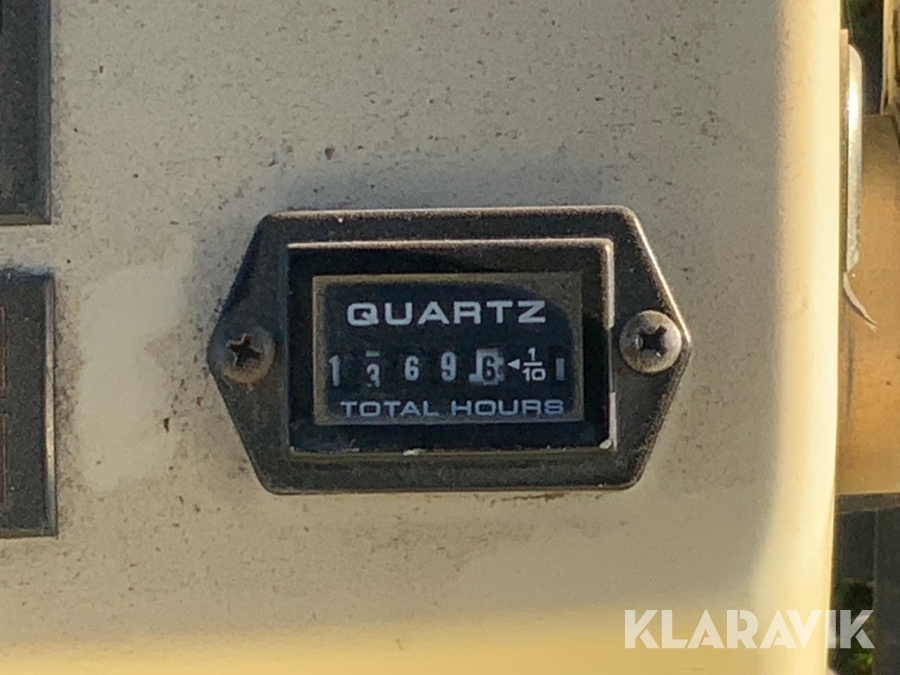 QUARTZ
1 3 6 9 6 ◄ 1/10
TOTAL HOURS
KLARAVIK